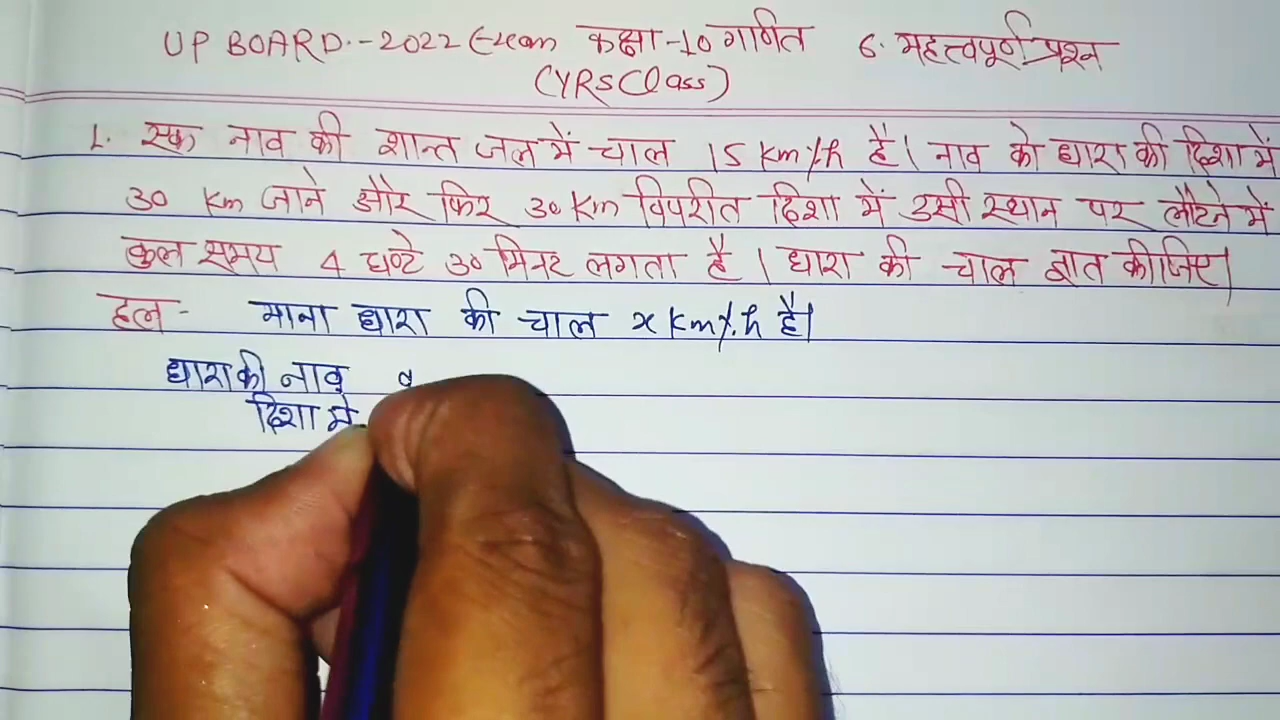 UP BOARD.-2022 Exam कक्षा-10 गणित 6. महत्त्वपूर्ण प्रश्न
(YRS Class)
1. एक नाव की शान्त जल में चाल 15 Km/.h है। नाव को धारा की दिशा में
30 Km जाने और फिर 30 Km विपरीत दिशा में उसी स्थान पर लौटने में
कुल समय 4 घण्टे 30 मिनट लगता है। धारा की चाल ज्ञात कीजिए।
हल- माना धारा की चाल x Km/.h है।
धारा की नाव
दिशा में